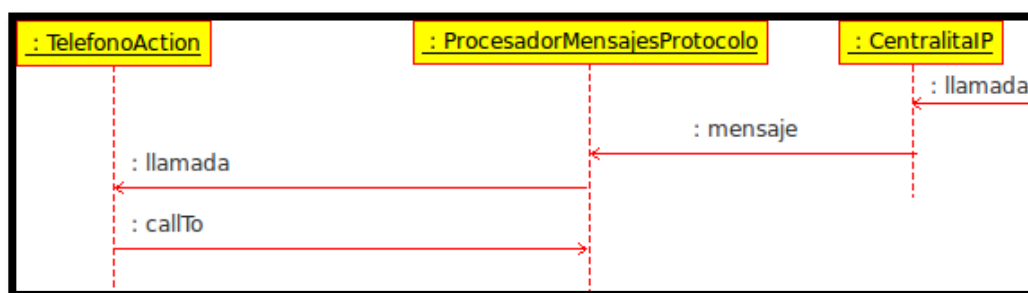 : TelefonoAction
: ProcesadorMensajesProtocolo
: CentralitaIP
: llamada
: mensaje
: llamada
: callTo